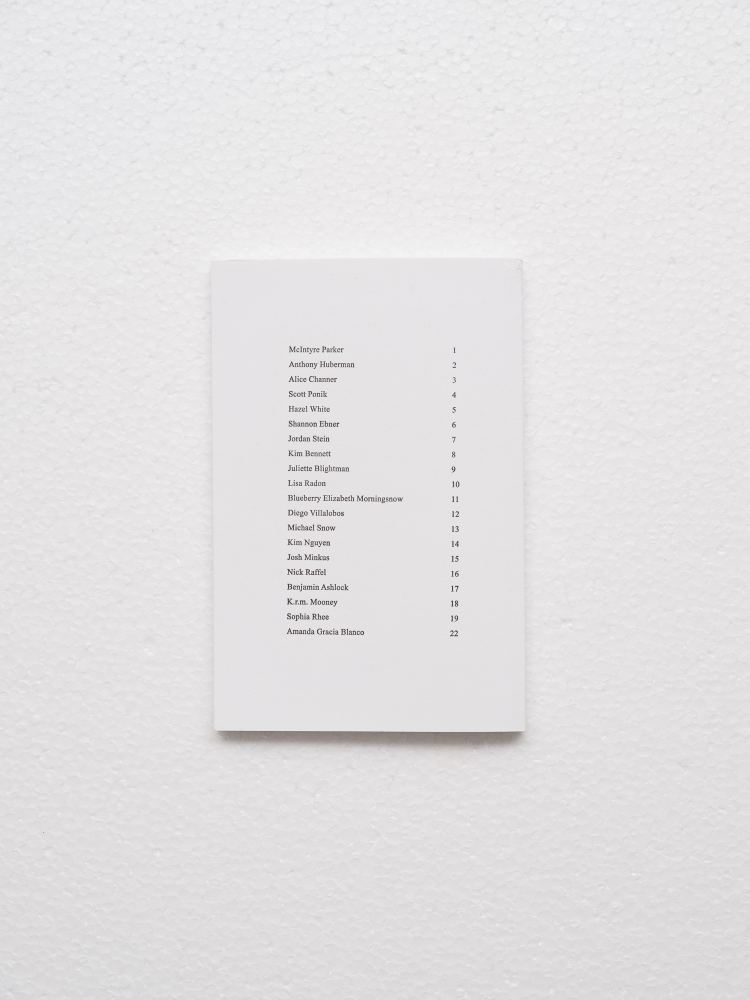 McIntyre Parker 1
Anthony Huberman 2
Alice Channer 3
Scott Ponik 4
Hazel White 5
Shannon Ebner 6
Jordan Stein 7
Kim Bennett 8
Juliette Blightman 9
Lisa Radon 10
Blueberry Elizabeth Morningsnow 11
Diego Villalobos 12
Michael Snow 13
Kim Nguyen 14
Josh Minkus 15
Nick Raffel 16
Benjamin Ashlock 17
K.r.m. Mooney 18
Sophia Rhee 19
Amanda Gracia Blanco 22